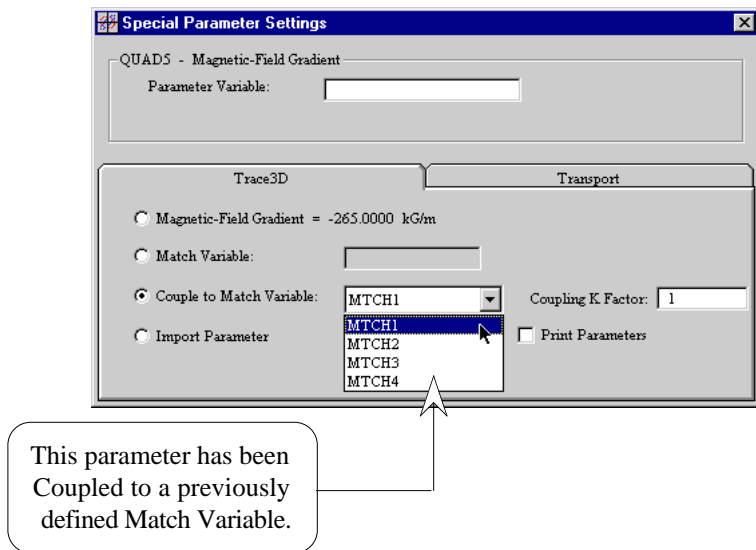 Special Parameter Settings
QUAD5 - Magnetic-Field Gradient
Parameter Variable:
Trace3D
Transport
Magnetic-Field Gradient = -265.0000 kG/m
Match Variable:
Couple to Match Variable:
MTCH1
Coupling K Factor:
1
Import Parameter
MTCH1
MTCH2
MTCH3
MTCH4
Print Parameters
This parameter has been
Coupled to a previously
defined Match Variable.